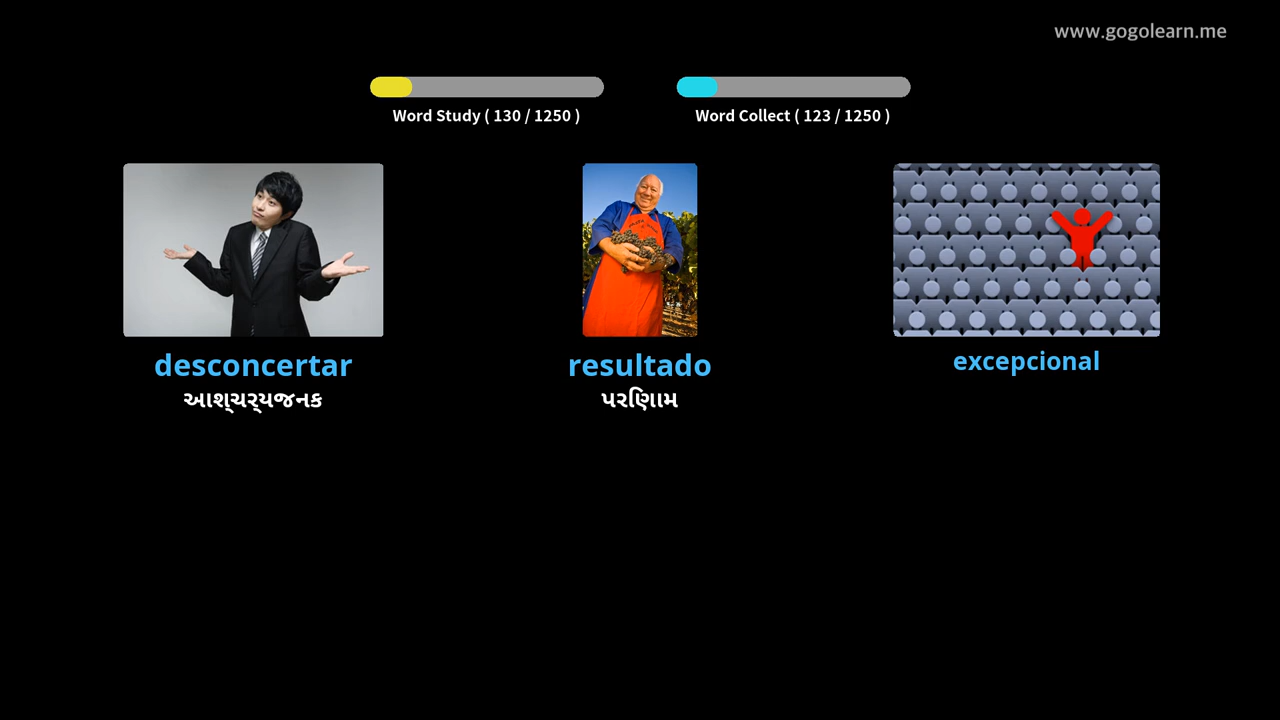 www.gogolearn.me
Word Study ( 130 / 1250 )
Word Collect ( 123 / 1250 )
desconcertar
આશ્ચર્યજનક
resultado
પરિણામ
excepcional